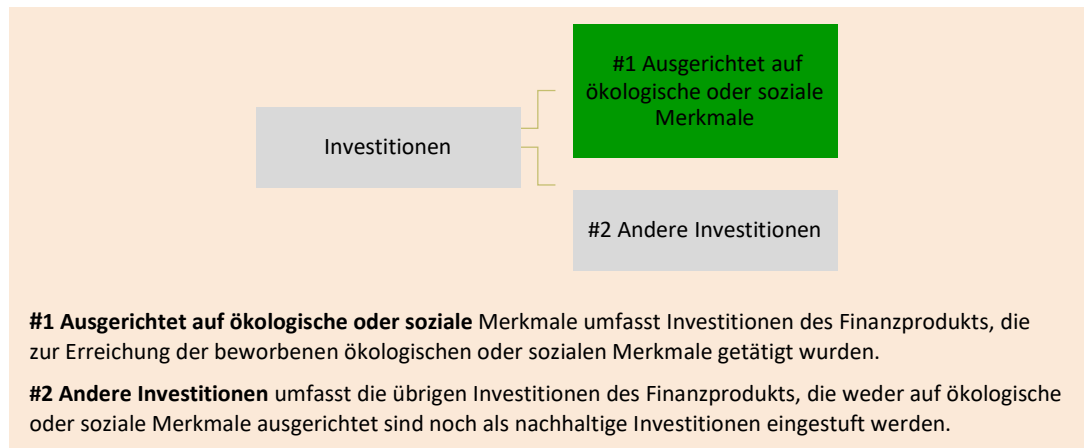 #1 Ausgerichtet auf
ökologische oder soziale
Merkmale
Investitionen
#2 Andere Investitionen
#1 Ausgerichtet auf ökologische oder soziale Merkmale umfasst Investitionen des Finanzprodukts, die
zur Erreichung der beworbenen ökologischen oder sozialen Merkmale getätigt wurden.
#2 Andere Investitionen umfasst die übrigen Investitionen des Finanzprodukts, die weder auf ökologische
oder soziale Merkmale ausgerichtet sind noch als nachhaltige Investitionen eingestuft werden.